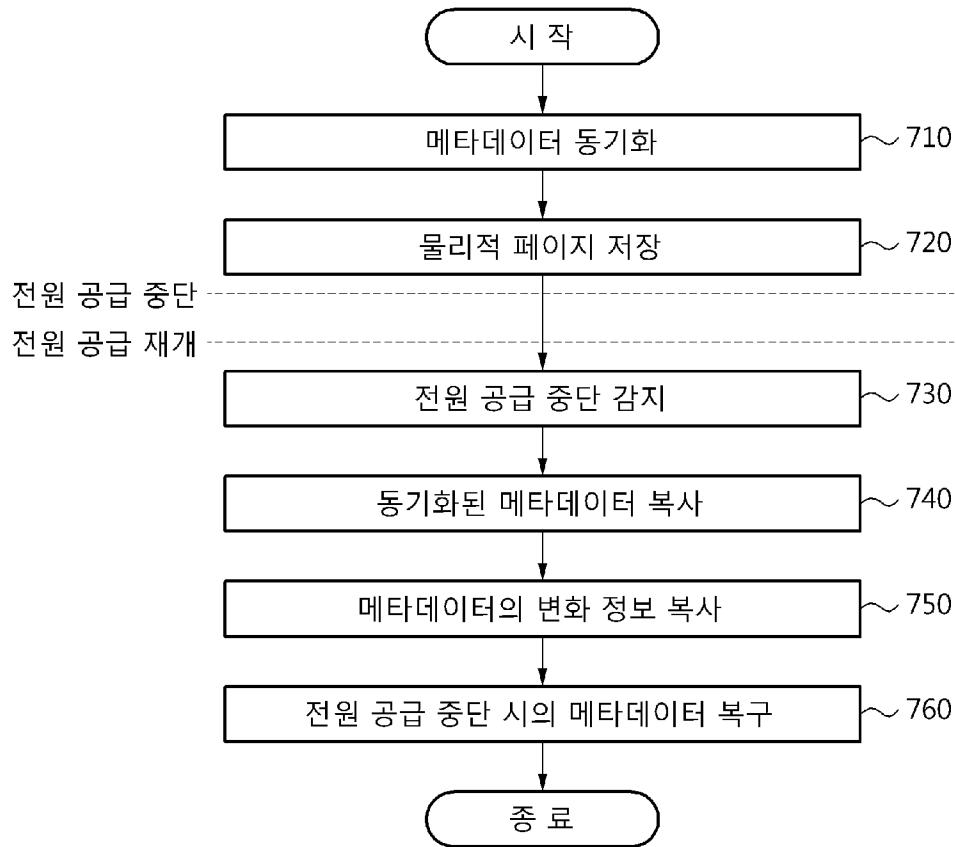 시 작
메타데이터 동기화
710
물리적 페이지 저장
720
전원 공급 중단
전원 공급 재개
전원 공급 중단 감지
730
동기화된 메타데이터 복사
740
메타데이터의 변화 정보 복사
750
전원 공급 중단 시의 메타데이터 복구
760
종 료